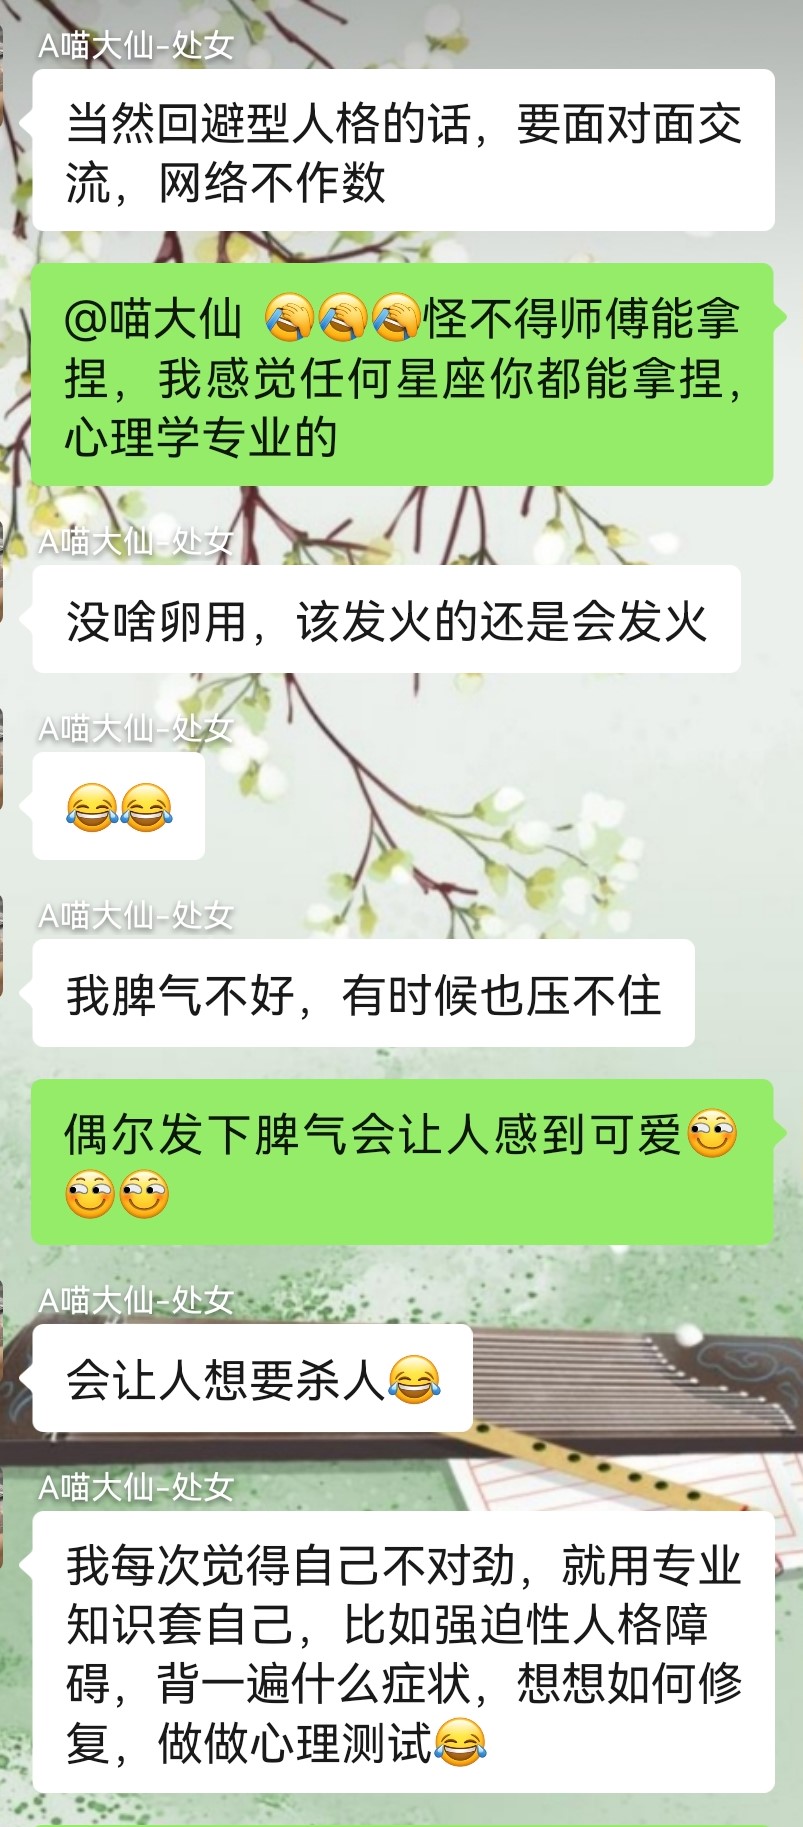 A喵大仙-处女
当然回避型人格的话，要面对面交
流，网络不作数
@喵大仙 🤦🤦🤦怪不得师傅能拿
捏，我感觉任何星座你都能拿捏，
心理学专业的
A喵大仙-处女
没啥卵用，该发火的还是会发火
A喵大仙-处女
😂😂
A喵大仙-处女
我脾气不好，有时候也压不住
偶尔发下脾气会让人感到可爱
A喵大仙-处女
会让人想要杀人😂
A喵大仙-处女
我每次觉得自己不对劲，就用专业
知识套自己，比如强迫性人格障
碍，背一遍什么症状，想想如何修
复，做做心理测试😂